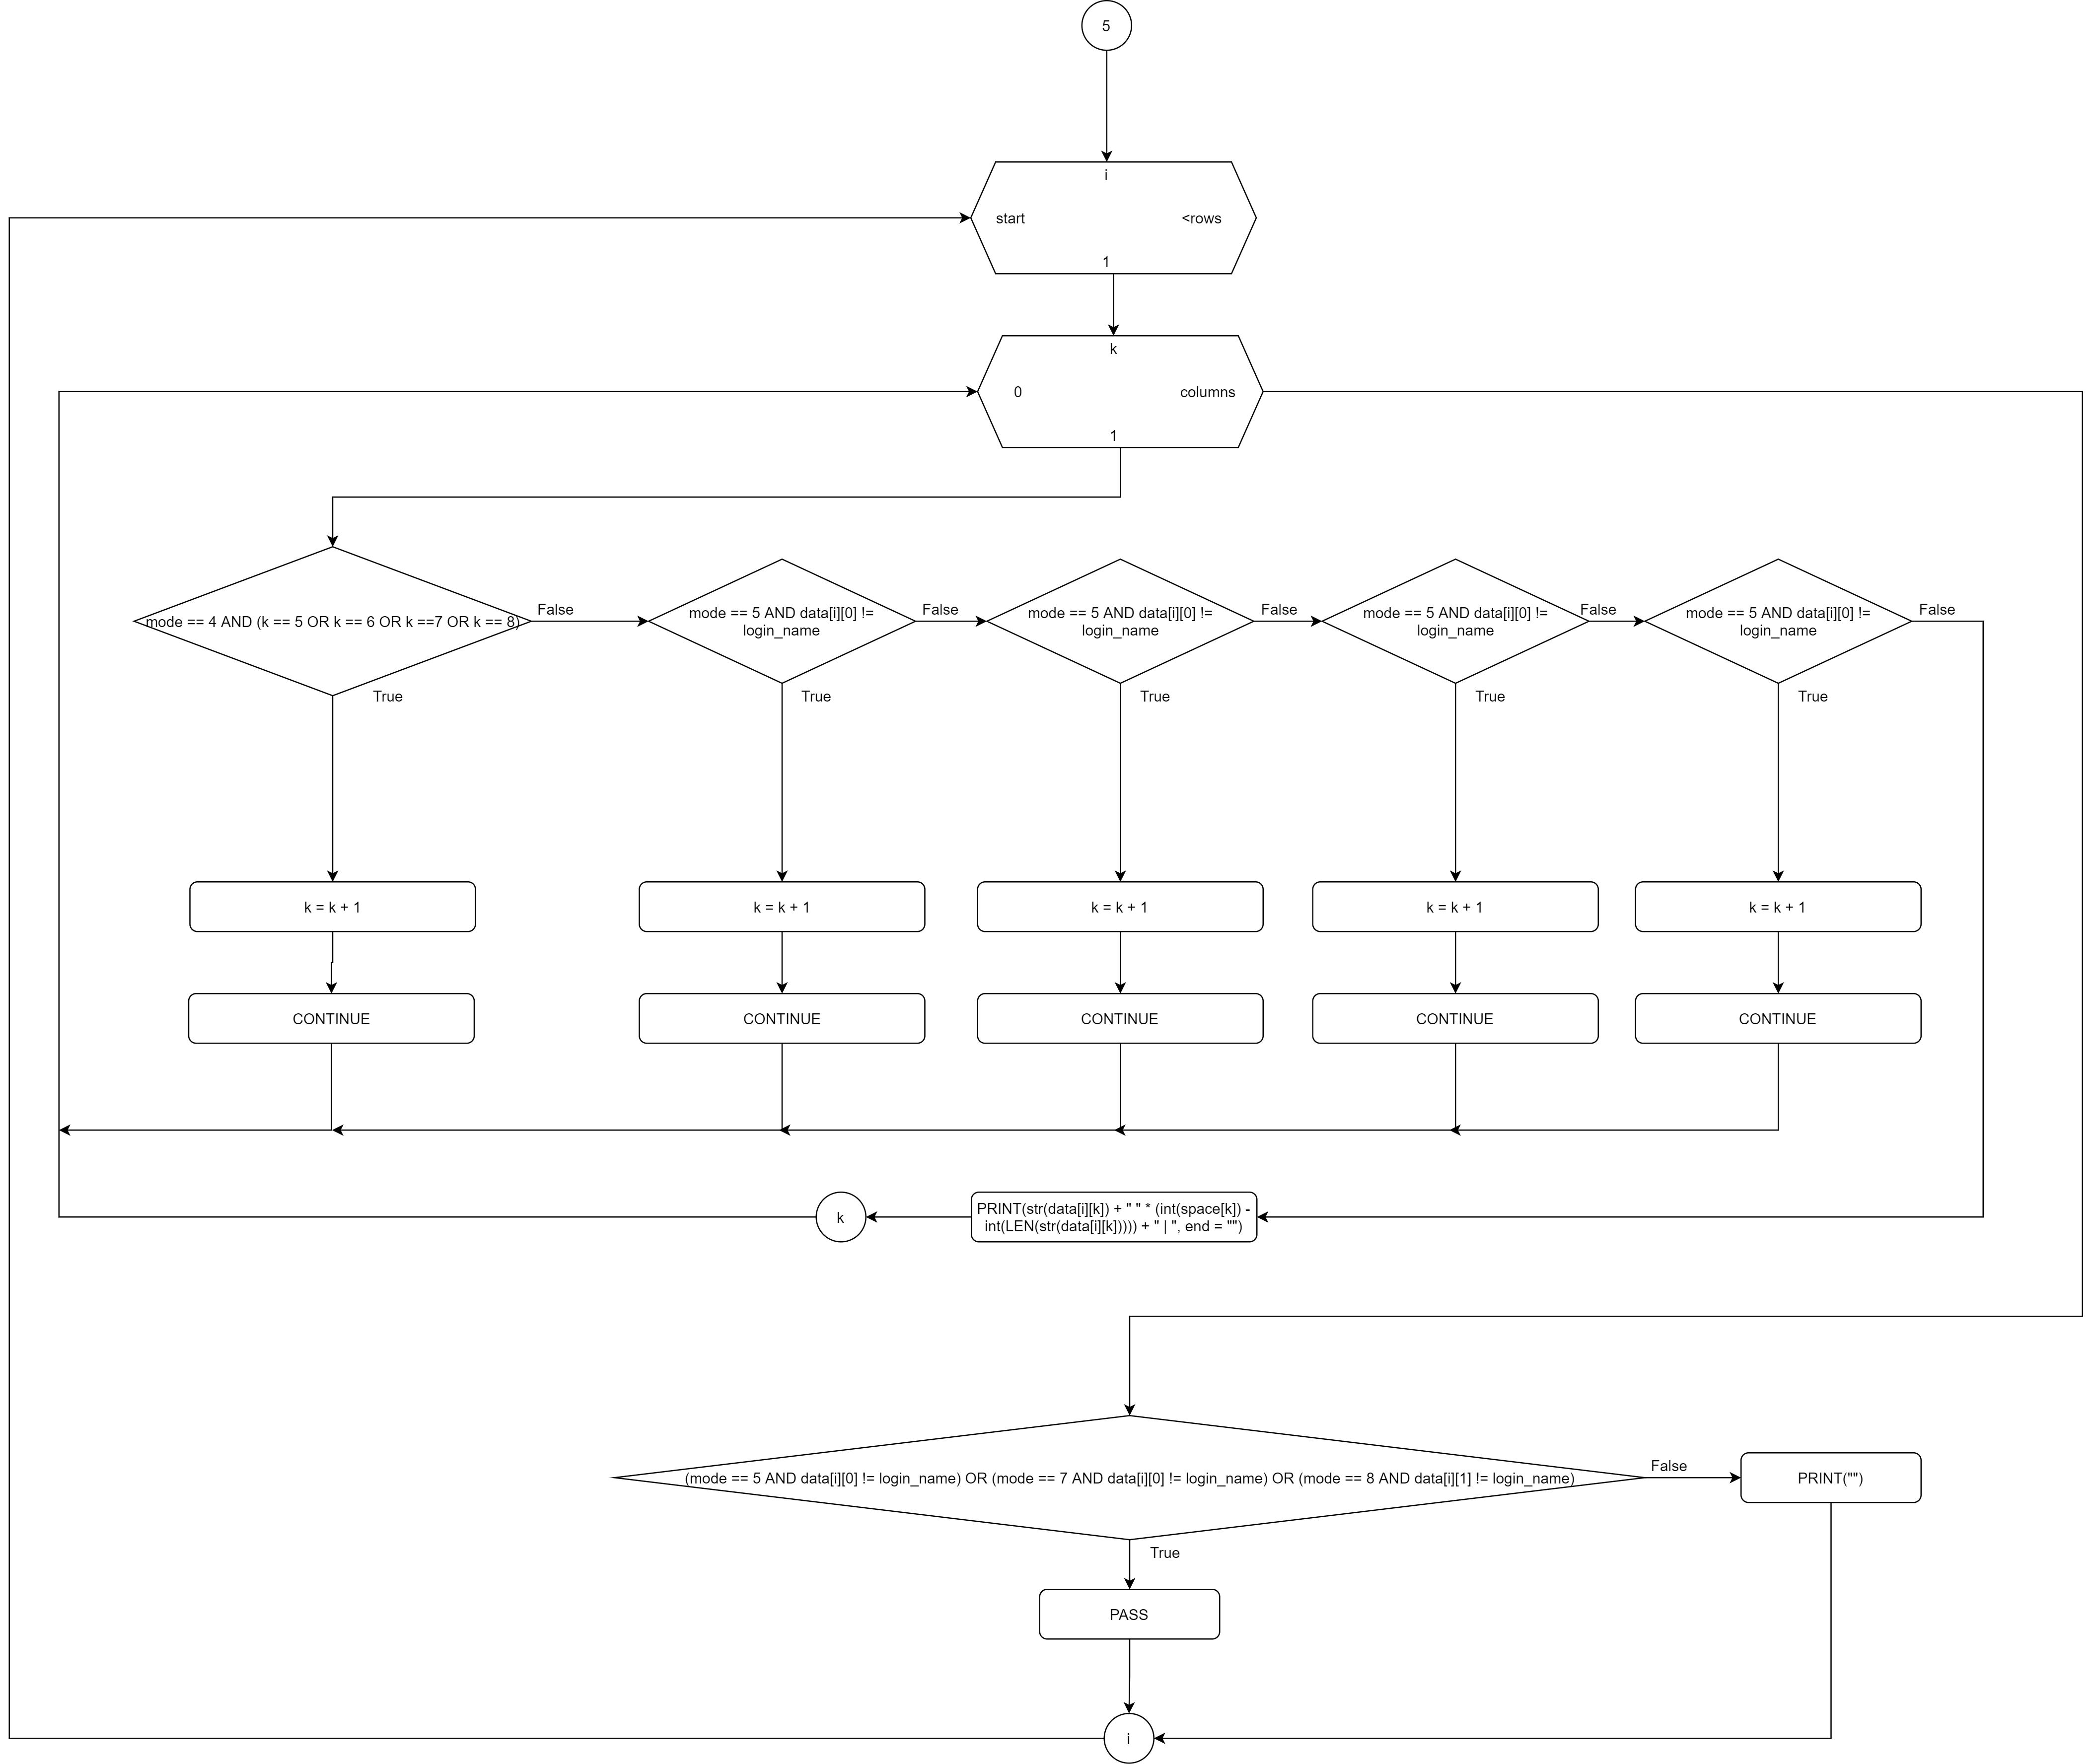 5
i
start
<rows
1
k
0
columns
1
mode == 4 AND (k == 5 OR k == 6 OR k ==7 OR k == 8)
False
mode == 5 AND data[i][0] !=
login_name
False
mode == 5 AND data[i][0] !=
login_name
False
mode == 5 AND data[i][0] !=
login_name
False
mode == 5 AND data[i][0] !=
login_name
False
True
True
True
True
True
k = k + 1
k = k + 1
k = k + 1
k = k + 1
k = k + 1
CONTINUE
CONTINUE
CONTINUE
CONTINUE
CONTINUE
k
PRINT(str(data[i][k]) + " " * (int(space[k]) -
int(LEN(str(data[i][k])))) + " | ", end = "")
(mode == 5 AND data[i][0] != login_name) OR (mode == 7 AND data[i][0] != login_name) OR (mode == 8 AND data[i][1] != login_name)
False
PRINT("")
True
PASS
i